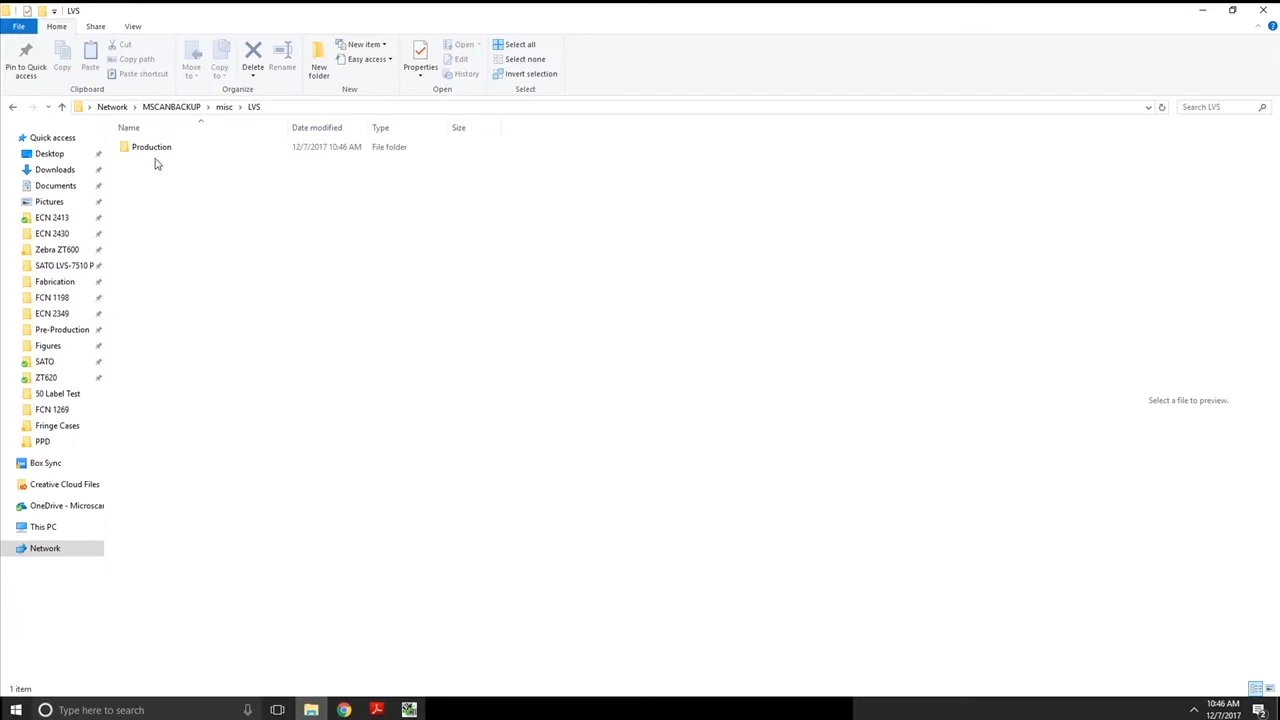 LVS
File Home Share View
Pin to Quick access
Copy
Paste
Cut
Copy path
Paste shortcut
Clipboard
Move to
Copy to
Delete
Rename
Organize
New folder
New item
Easy access
New
Properties
Open
Edit
History
Open
Select all
Select none
Invert selection
Select
Network MSCANBACKUP misc LVS
Search LVS
Name Date modified Type Size
Production 12/7/2017 10:46 AM File folder
Quick access
Desktop
Downloads
Documents
Pictures
ECN 2413
ECN 2430
Zebra ZT600
SATO LVS-7510 P
Fabrication
FCN 1198
ECN 2349
Pre-Production
Figures
SATO
ZT620
50 Label Test
FCN 1269
Fringe Cases
PPD
Box Sync
Creative Cloud Files
OneDrive - Microscan
This PC
Network
Select a file to preview.
1 item
Type here to search
10:46 AM
12/7/2017
2